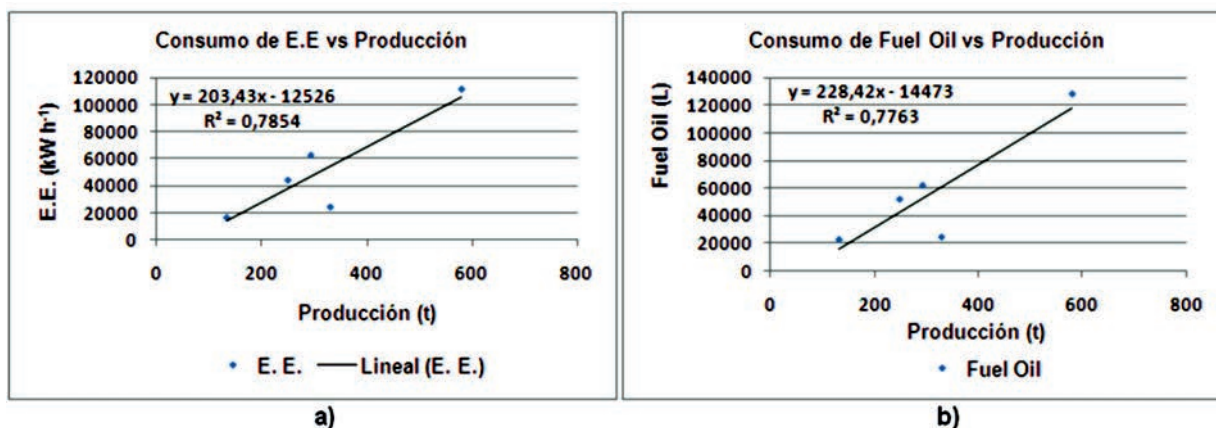 Consumo de E.E vs Producción
E.E. (kW h⁻¹)
120000
100000
80000
60000
40000
20000
0
y = 203,43x - 12526
R² = 0,7854
0 200 400 600 800
Producción (t)
E. E. Lineal (E. E.)
a)
Consumo de Fuel Oil vs Producción
Fuel Oil (L)
140000
120000
100000
80000
60000
40000
20000
0
y = 228,42x - 14473
R² = 0,7763
0 200 400 600 800
Producción (t)
Fuel Oil
b)